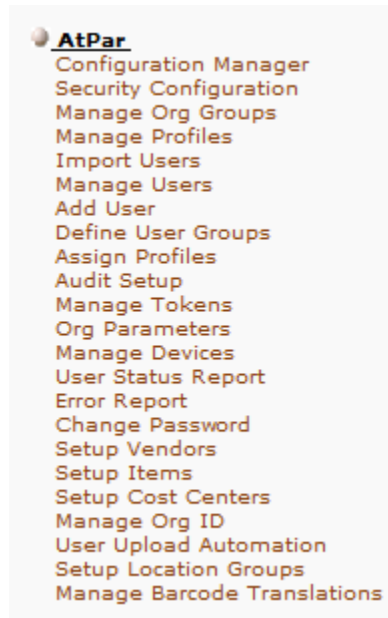 AtPar
Configuration Manager
Security Configuration
Manage Org Groups
Manage Profiles
Import Users
Manage Users
Add User
Define User Groups
Assign Profiles
Audit Setup
Manage Tokens
Org Parameters
Manage Devices
User Status Report
Error Report
Change Password
Setup Vendors
Setup Items
Setup Cost Centers
Manage Org ID
User Upload Automation
Setup Location Groups
Manage Barcode Translations